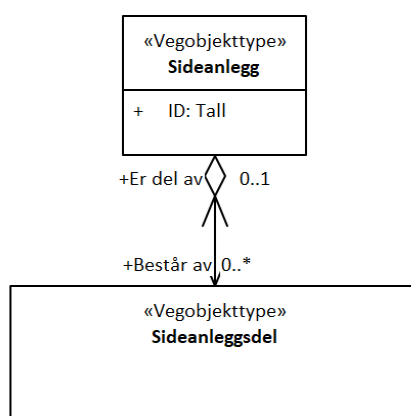 «Vegobjekttype»
Sideanlegg
+ ID: Tall
+Er del av 0..1
+Består av 0..*
«Vegobjekttype»
Sideanleggsdel